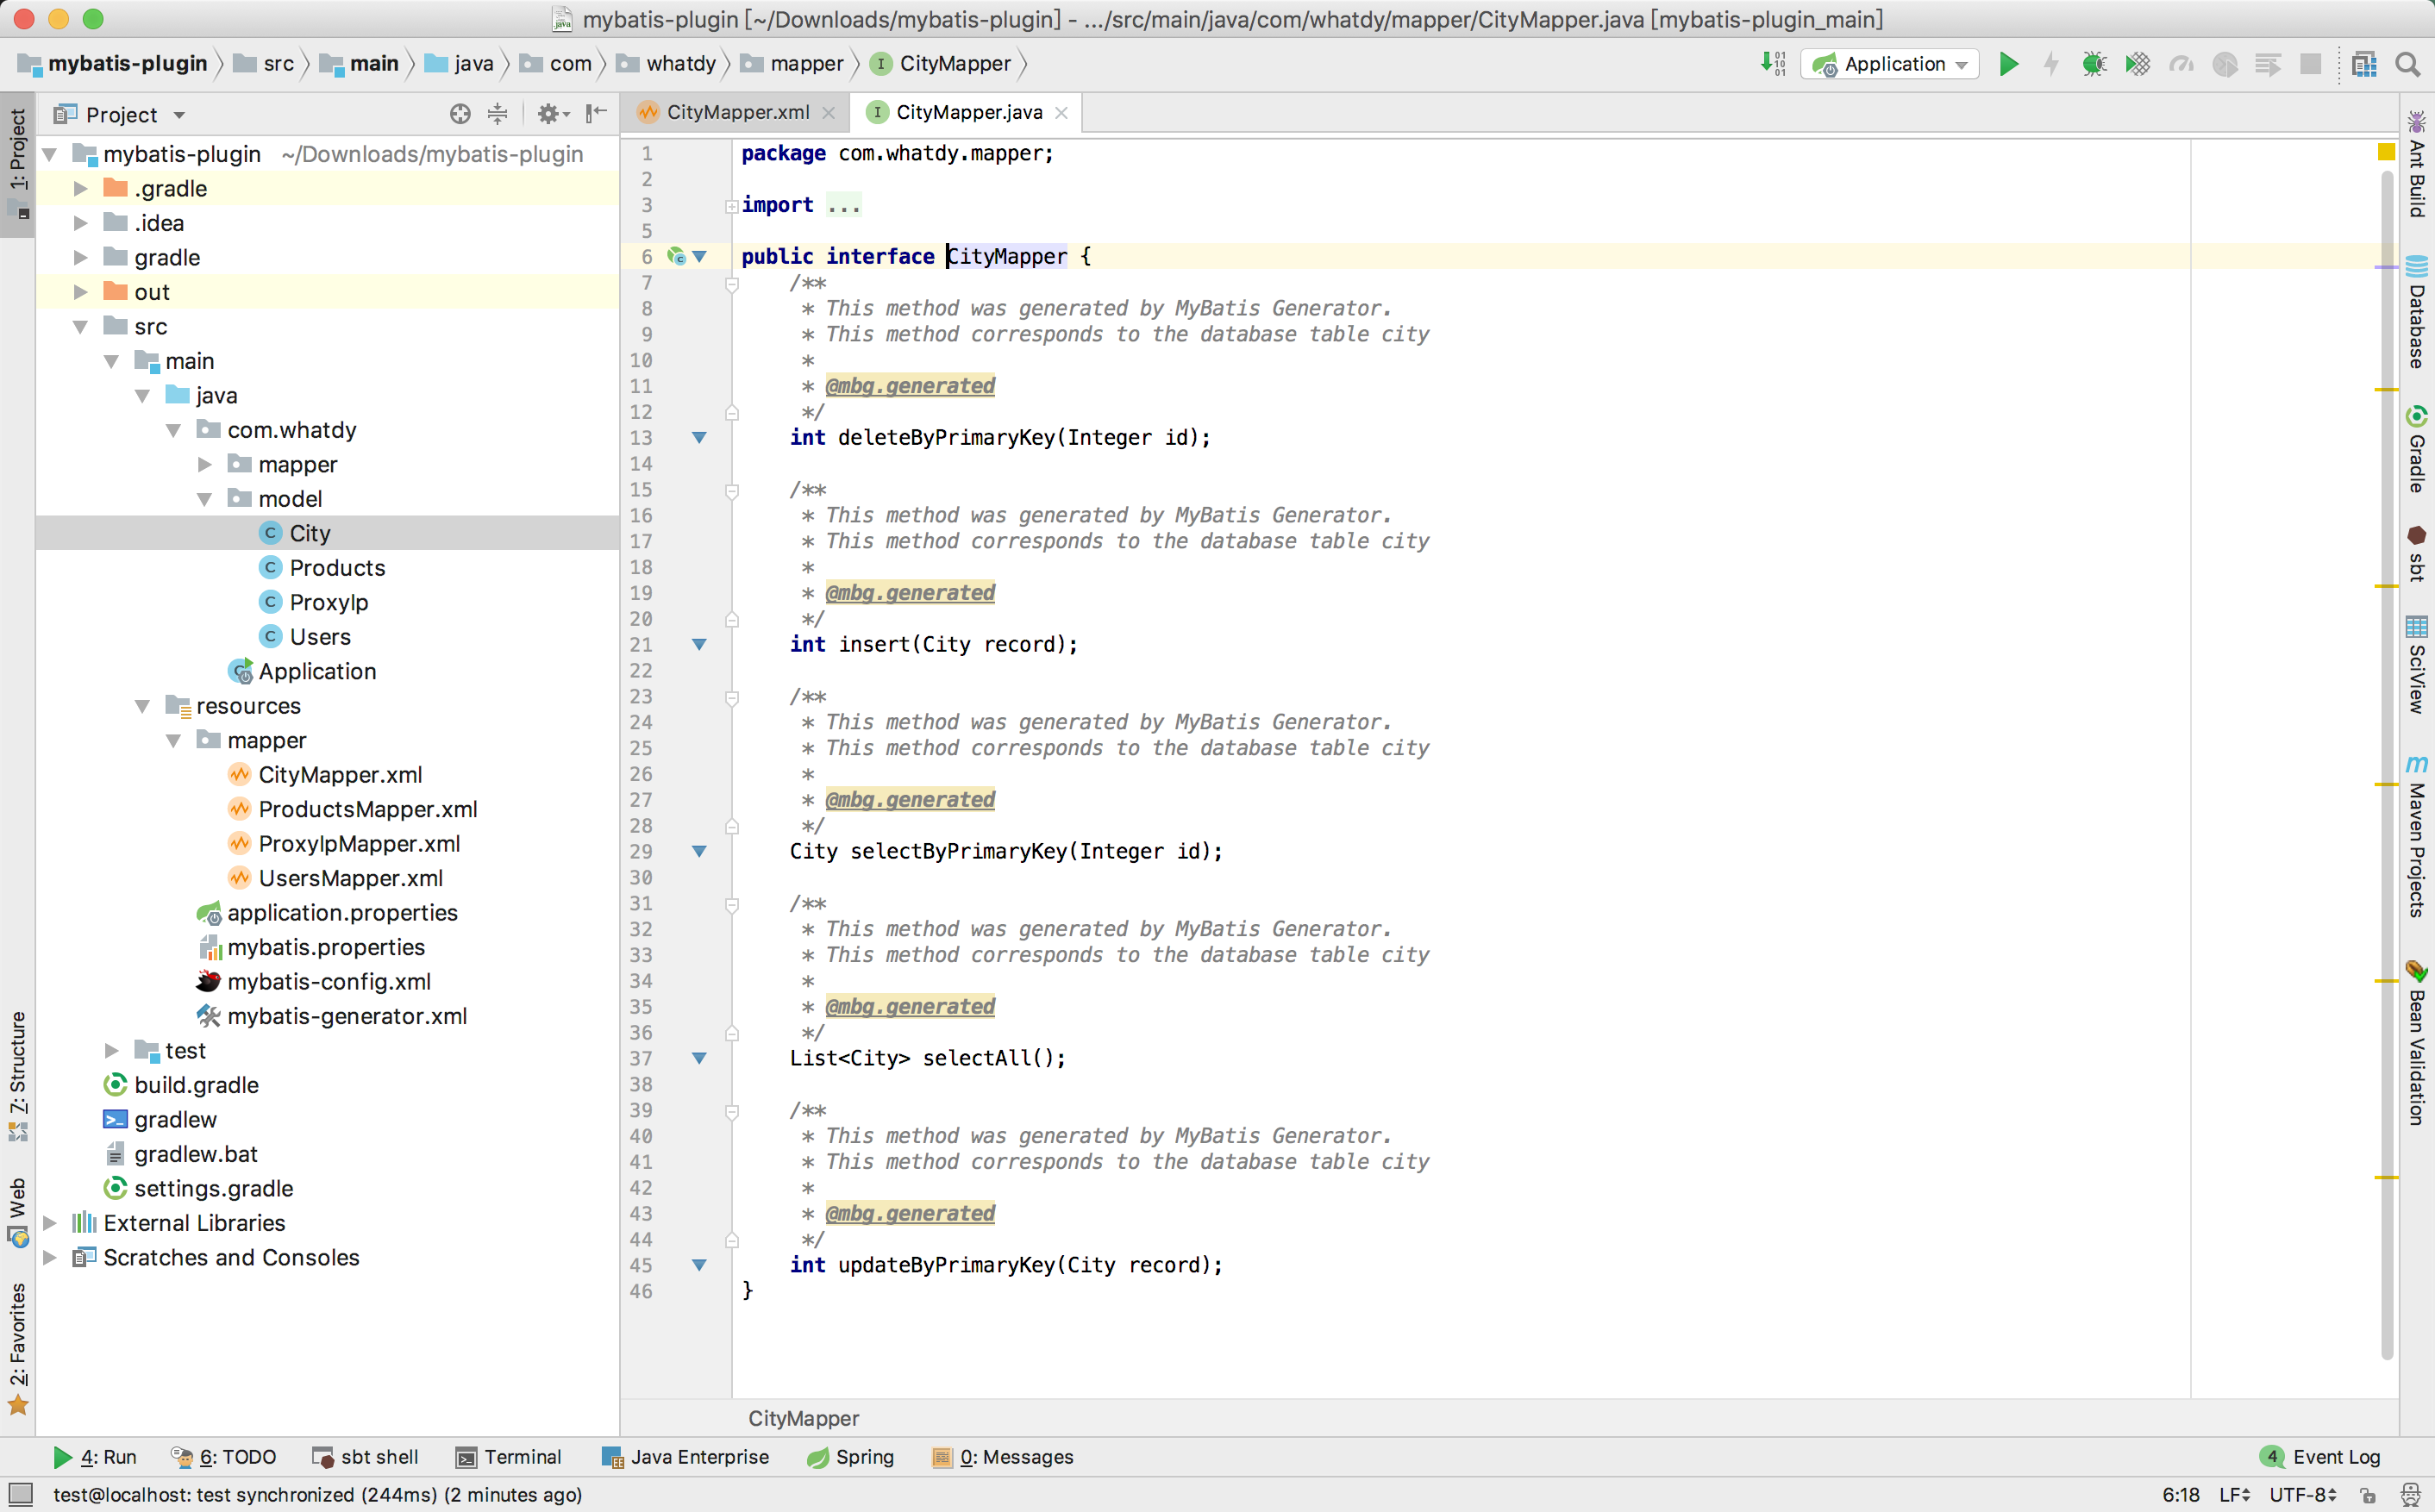 mybatis-plugin [~/Downloads/mybatis-plugin] - .../src/main/java/com/whatdy/mapper/CityMapper.java [mybatis-plugin_main]
mybatis-plugin src main java com whatdy mapper CityMapper
Application
1: Project
7: Structure
Web
2: Favorites
Project
mybatis-plugin ~/Downloads/mybatis-plugin
.gradle
.idea
gradle
out
src
main
java
com.whatdy
mapper
model
City
Products
ProxyIp
Users
Application
resources
mapper
CityMapper.xml
ProductsMapper.xml
ProxyIpMapper.xml
UsersMapper.xml
application.properties
mybatis.properties
mybatis-config.xml
mybatis-generator.xml
test
build.gradle
gradlew
gradlew.bat
settings.gradle
External Libraries
Scratches and Consoles
CityMapper.xml CityMapper.java
1 package com.whatdy.mapper;
2
3 import ...
5
6 public interface CityMapper {
7 /**
8 * This method was generated by MyBatis Generator.
9 * This method corresponds to the database table city
10 *
11 * @mbg.generated
12 */
13 int deleteByPrimaryKey(Integer id);
14
15 /**
16 * This method was generated by MyBatis Generator.
17 * This method corresponds to the database table city
18 *
19 * @mbg.generated
20 */
21 int insert(City record);
22
23 /**
24 * This method was generated by MyBatis Generator.
25 * This method corresponds to the database table city
26 *
27 * @mbg.generated
28 */
29 City selectByPrimaryKey(Integer id);
30
31 /**
32 * This method was generated by MyBatis Generator.
33 * This method corresponds to the database table city
34 *
35 * @mbg.generated
36 */
37 List<City> selectAll();
38
39 /**
40 * This method was generated by MyBatis Generator.
41 * This method corresponds to the database table city
42 *
43 * @mbg.generated
44 */
45 int updateByPrimaryKey(City record);
46 }
CityMapper
Ant Build
Database
Gradle
sbt
SciView
Maven Projects
Bean Validation
4: Run 6: TODO sbt shell Terminal Java Enterprise Spring 0: Messages 4 Event Log
test@localhost: test synchronized (244ms) (2 minutes ago) 6:18 LF UTF-8